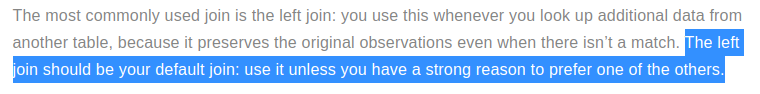 The most commonly used join is the left join: you use this whenever you look up additional data from
another table, because it preserves the original observations even when there isn’t a match. The left
join should be your default join: use it unless you have a strong reason to prefer one of the others.